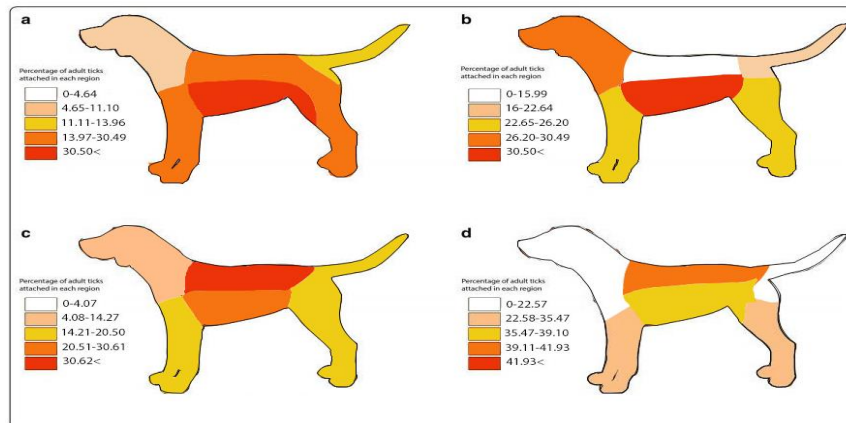 a
Percentage of adult ticks
attached in each region
0-4.64
4.65-11.10
11.11-13.96
13.97-30.49
30.50<
b
Percentage of adult ticks
attached in each region
0-15.99
16-22.64
22.65-26.20
26.20-30.49
30.50<
c
Percentage of adult ticks
attached in each region
0-4.07
4.08-14.27
14.21-20.50
20.51-30.61
30.62<
d
Percentage of adult ticks
attached in each region
0-22.57
22.58-35.47
35.47-39.10
39.11-41.93
41.93<